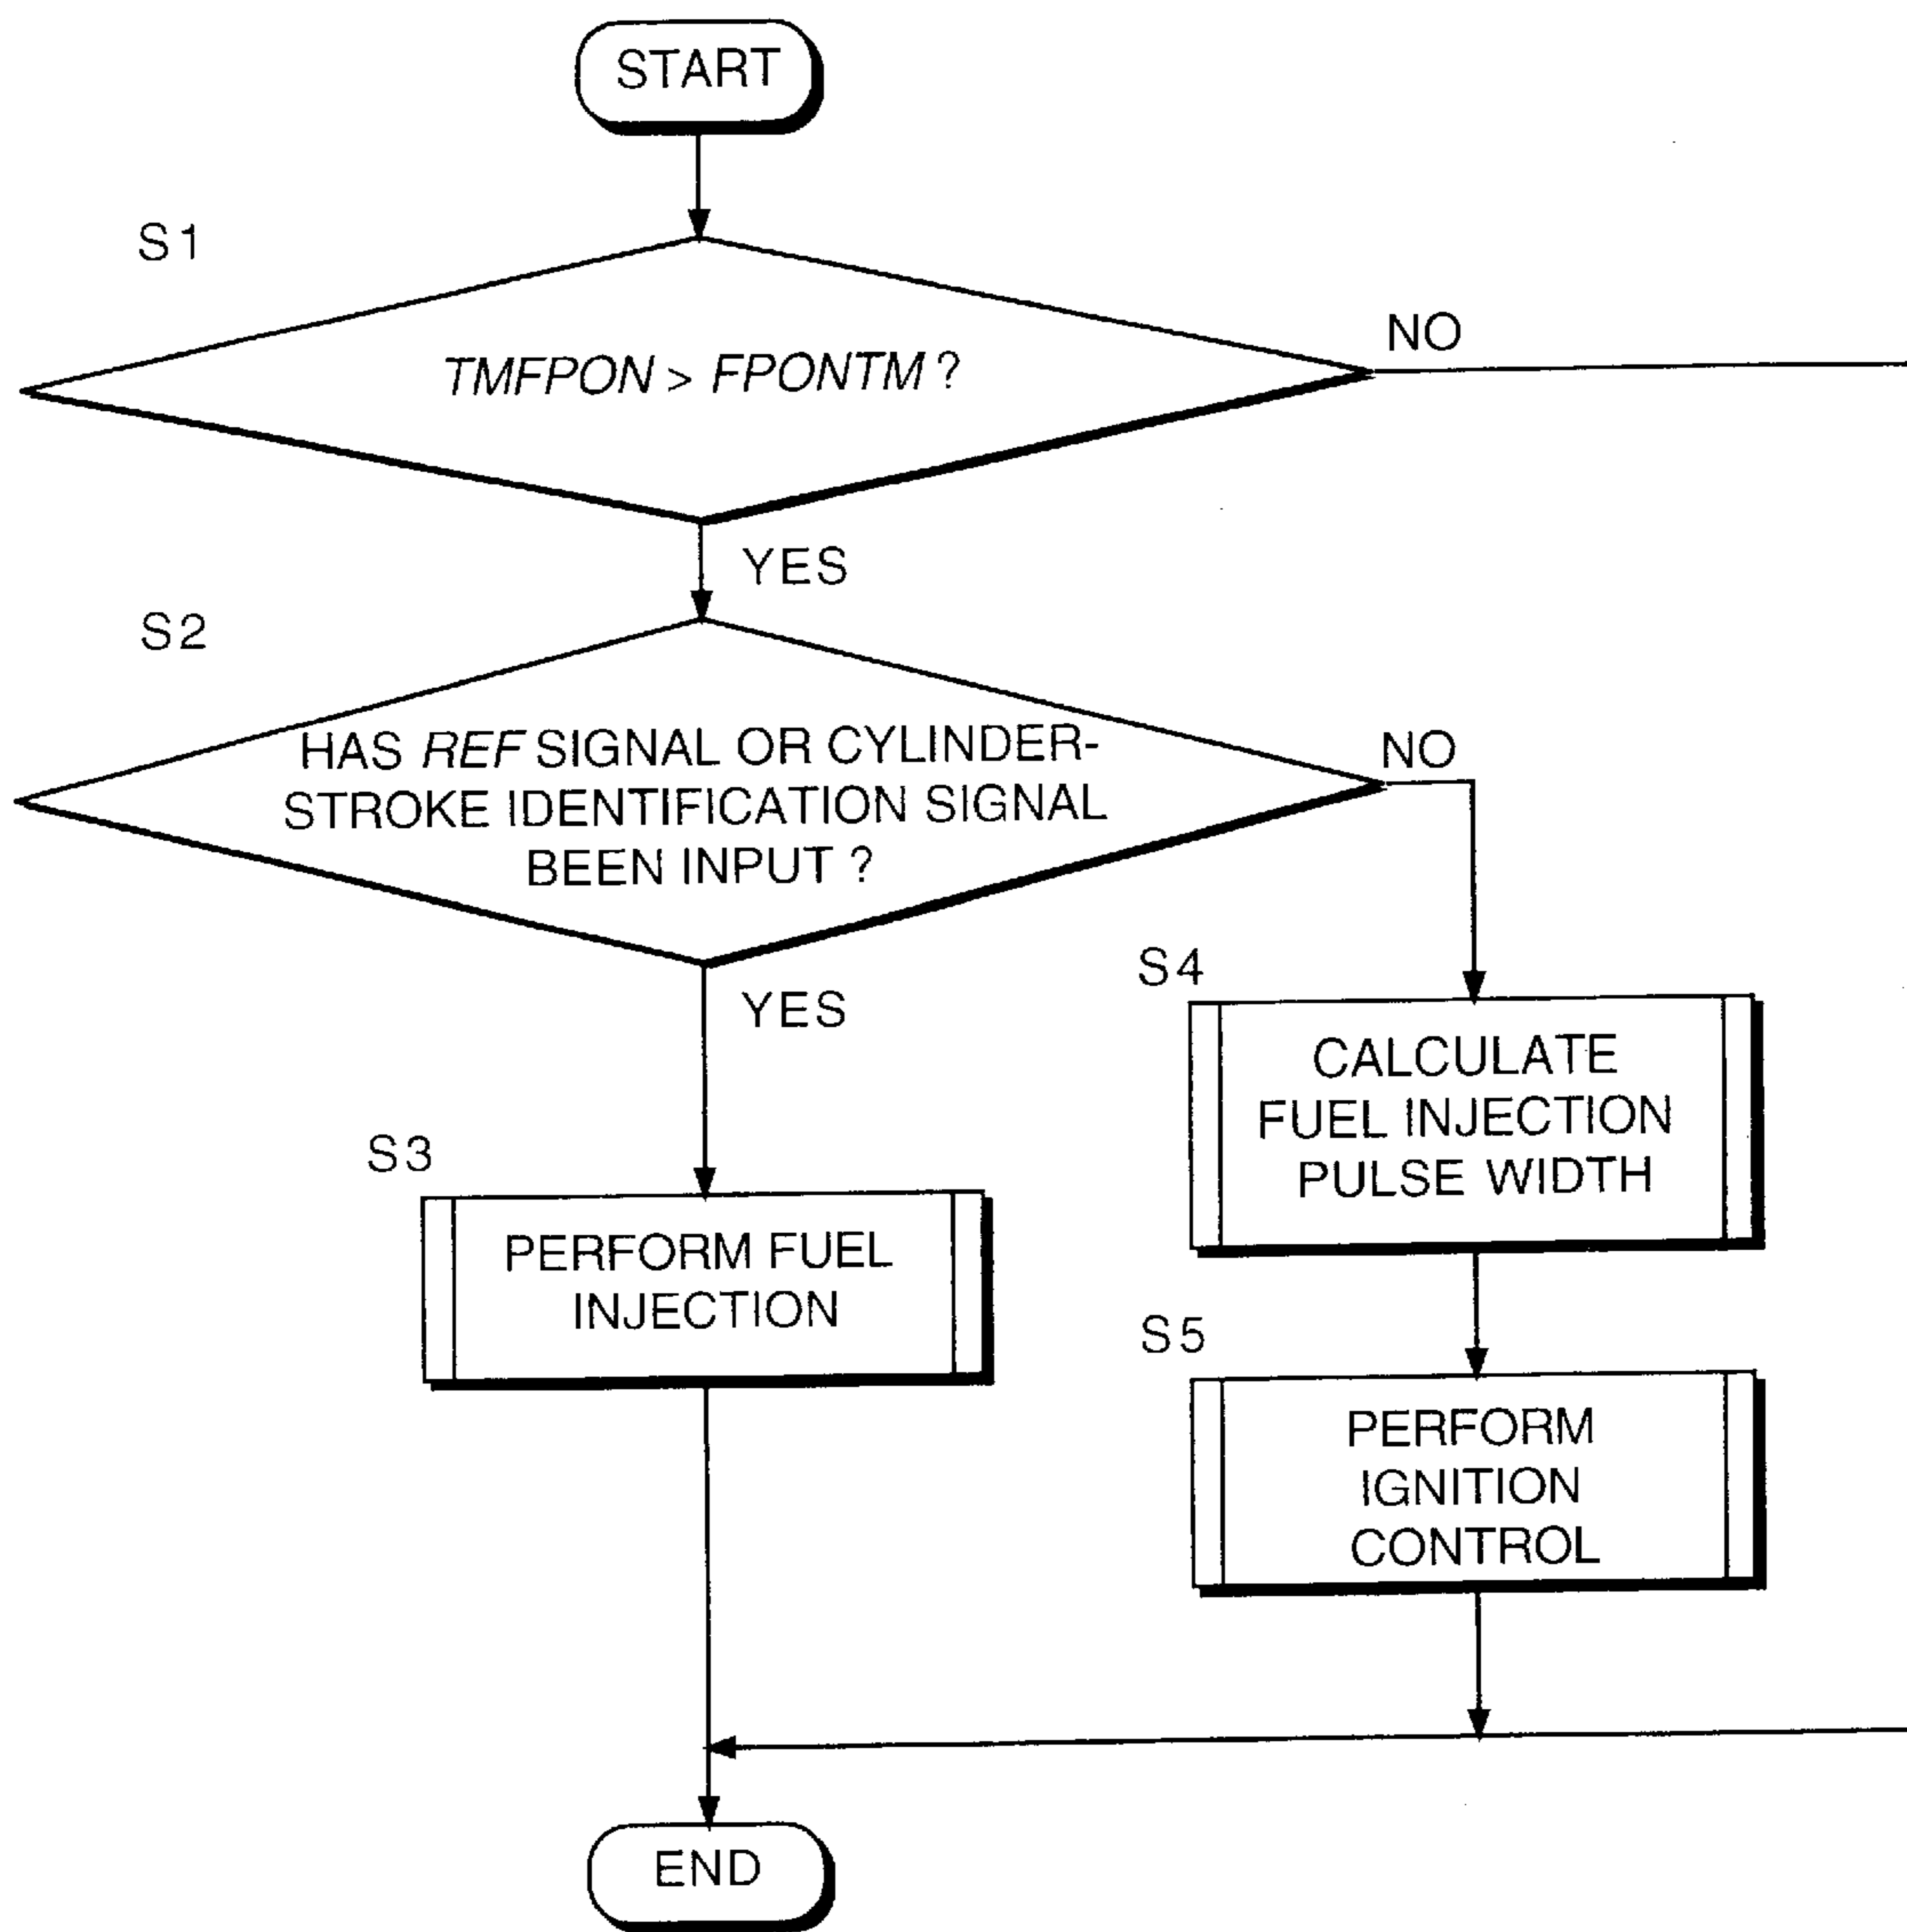 START
S1
TMFPON > FPONTM ?
NO
YES
S2
HAS REF SIGNAL OR CYLINDER-
STROKE IDENTIFICATION SIGNAL
BEEN INPUT ?
NO
YES
S4
CALCULATE
FUEL INJECTION
PULSE WIDTH
S3
PERFORM FUEL
INJECTION
S5
PERFORM
IGNITION
CONTROL
END